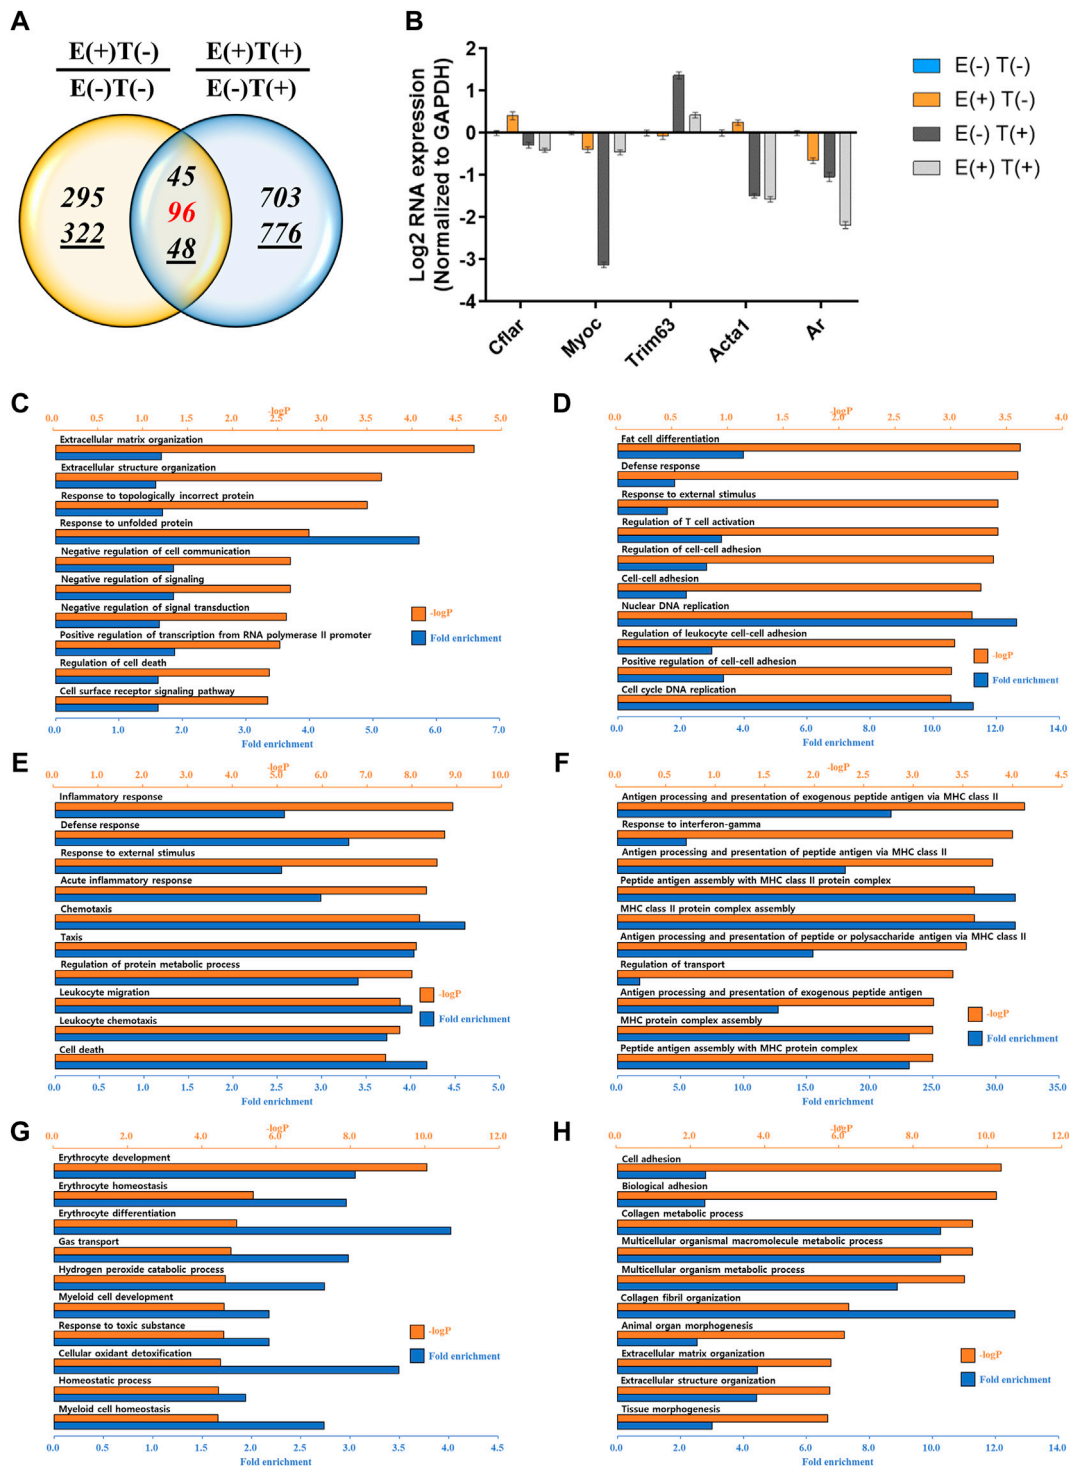 A
E(+)T(-)
E(-)T(-)
E(+)T(+)
E(-)T(+)
295
322
45
96
48
703
776
B
Log2 RNA expression
(Normalized to GAPDH)
2
1
0
-1
-2
-3
-4
Cflar
Myoc
Trim63
Acta1
Ar
E(-) T(-)
E(+) T(-)
E(-) T(+)
E(+) T(+)
C
-logP
0.0 0.5 1.0 1.5 2.0 2.5 3.0 3.5 4.0 4.5 5.0
Extracellular matrix organization
Extracellular structure organization
Response to topologically incorrect protein
Response to unfolded protein
Negative regulation of cell communication
Negative regulation of signaling
Negative regulation of signal transduction
Positive regulation of transcription from RNA polymerase II promoter
Regulation of cell death
Cell surface receptor signaling pathway
-logP
Fold enrichment
0.0 1.0 2.0 3.0 4.0 5.0 6.0 7.0
Fold enrichment
D
-logP
0.0 0.5 1.0 1.5 2.0 2.5 3.0 3.5 4.0
Fat cell differentiation
Defense response
Response to external stimulus
Regulation of T cell activation
Regulation of cell-cell adhesion
Cell-cell adhesion
Nuclear DNA replication
Regulation of leukocyte cell-cell adhesion
Positive regulation of cell-cell adhesion
Cell cycle DNA replication
-logP
Fold enrichment
0.0 2.0 4.0 6.0 8.0 10.0 12.0 14.0
Fold enrichment
E
-logP
0.0 1.0 2.0 3.0 4.0 5.0 6.0 7.0 8.0 9.0 10.0
Inflammatory response
Defense response
Response to external stimulus
Acute inflammatory response
Chemotaxis
Taxis
Regulation of protein metabolic process
Leukocyte migration
Leukocyte chemotaxis
Cell death
-logP
Fold enrichment
0.0 0.5 1.0 1.5 2.0 2.5 3.0 3.5 4.0 4.5 5.0
Fold enrichment
F
-logP
0.0 0.5 1.0 1.5 2.0 2.5 3.0 3.5 4.0 4.5
Antigen processing and presentation of exogenous peptide antigen via MHC class II
Response to interferon-gamma
Antigen processing and presentation of peptide antigen via MHC class II
Peptide antigen assembly with MHC class II protein complex
MHC class II protein complex assembly
Antigen processing and presentation of peptide or polysaccharide antigen via MHC class II
Regulation of transport
Antigen processing and presentation of exogenous peptide antigen
MHC protein complex assembly
Peptide antigen assembly with MHC protein complex
-logP
Fold enrichment
0.0 5.0 10.0 15.0 20.0 25.0 30.0 35.0
Fold enrichment
G
-logP
0.0 2.0 4.0 6.0 8.0 10.0 12.0
Erythrocyte development
Erythrocyte homeostasis
Erythrocyte differentiation
Gas transport
Hydrogen peroxide catabolic process
Myeloid cell development
Response to toxic substance
Cellular oxidant detoxification
Homeostatic process
Myeloid cell homeostasis
-logP
Fold enrichment
0.0 0.5 1.0 1.5 2.0 2.5 3.0 3.5 4.0 4.5
Fold enrichment
H
-logP
0.0 2.0 4.0 6.0 8.0 10.0 12.0
Cell adhesion
Biological adhesion
Collagen metabolic process
Multicellular organismal macromolecule metabolic process
Multicellular organism metabolic process
Collagen fibril organization
Animal organ morphogenesis
Extracellular matrix organization
Extracellular structure organization
Tissue morphogenesis
-logP
Fold enrichment
0.0 2.0 4.0 6.0 8.0 10.0 12.0 14.0
Fold enrichment